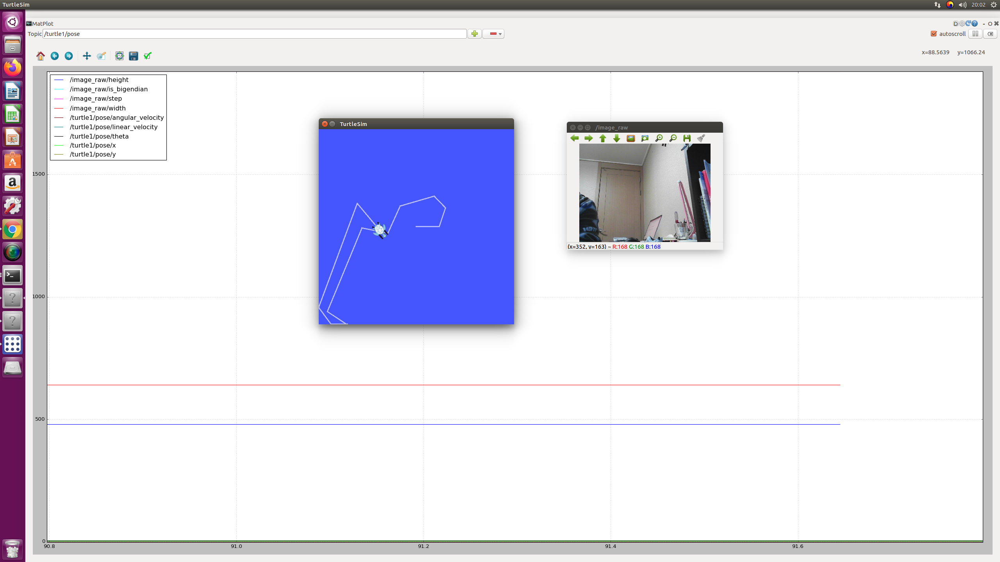 TurtleSim
20:02
MatPlot
D
- O
Topic /turtle1/pose
autoscroll
x=88.5639 y=1066.24
/image_raw/height
/image_raw/is_bigendian
/image_raw/step
/image_raw/width
/turtle1/pose/angular_velocity
/turtle1/pose/linear_velocity
/turtle1/pose/theta
/turtle1/pose/x
/turtle1/pose/y
TurtleSim
/image_raw
(x=352, y=163) ~ R:168 G:168 B:168
1500
1000
500
0
90.8 91.0 91.2 91.4 91.6